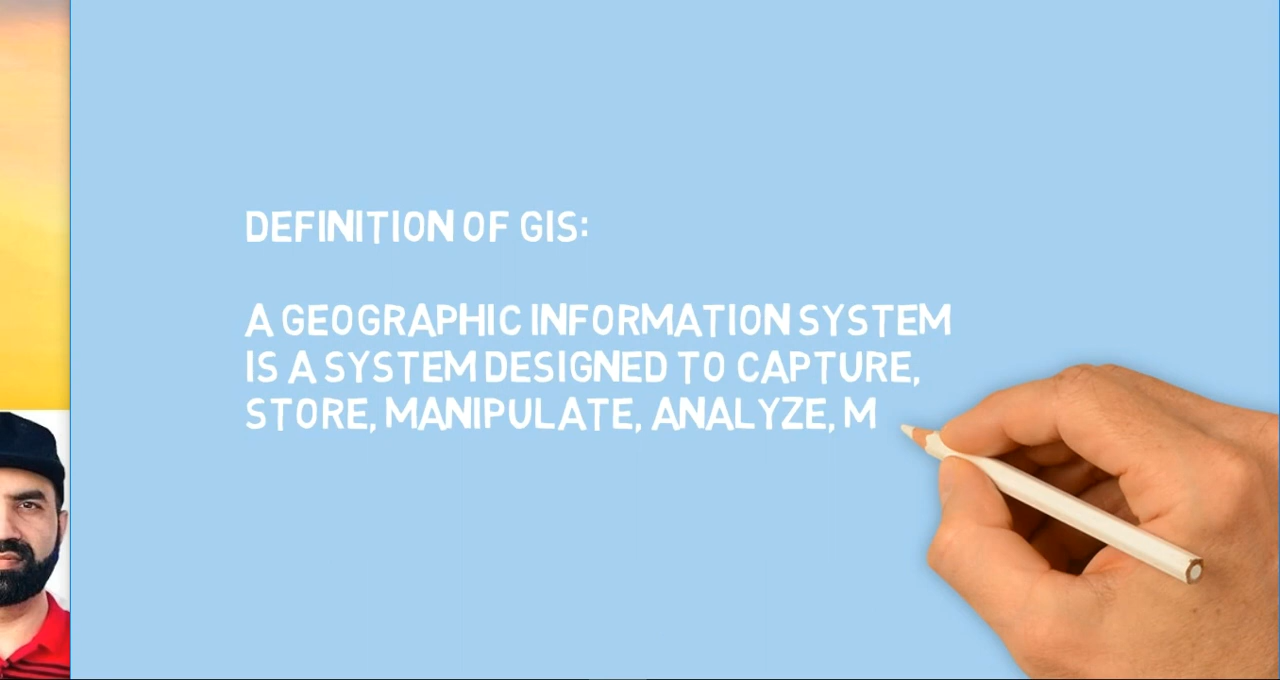 DEFINITION OF GIS:
A GEOGRAPHIC INFORMATION SYSTEM
IS A SYSTEM DESIGNED TO CAPTURE,
STORE, MANIPULATE, ANALYZE, M